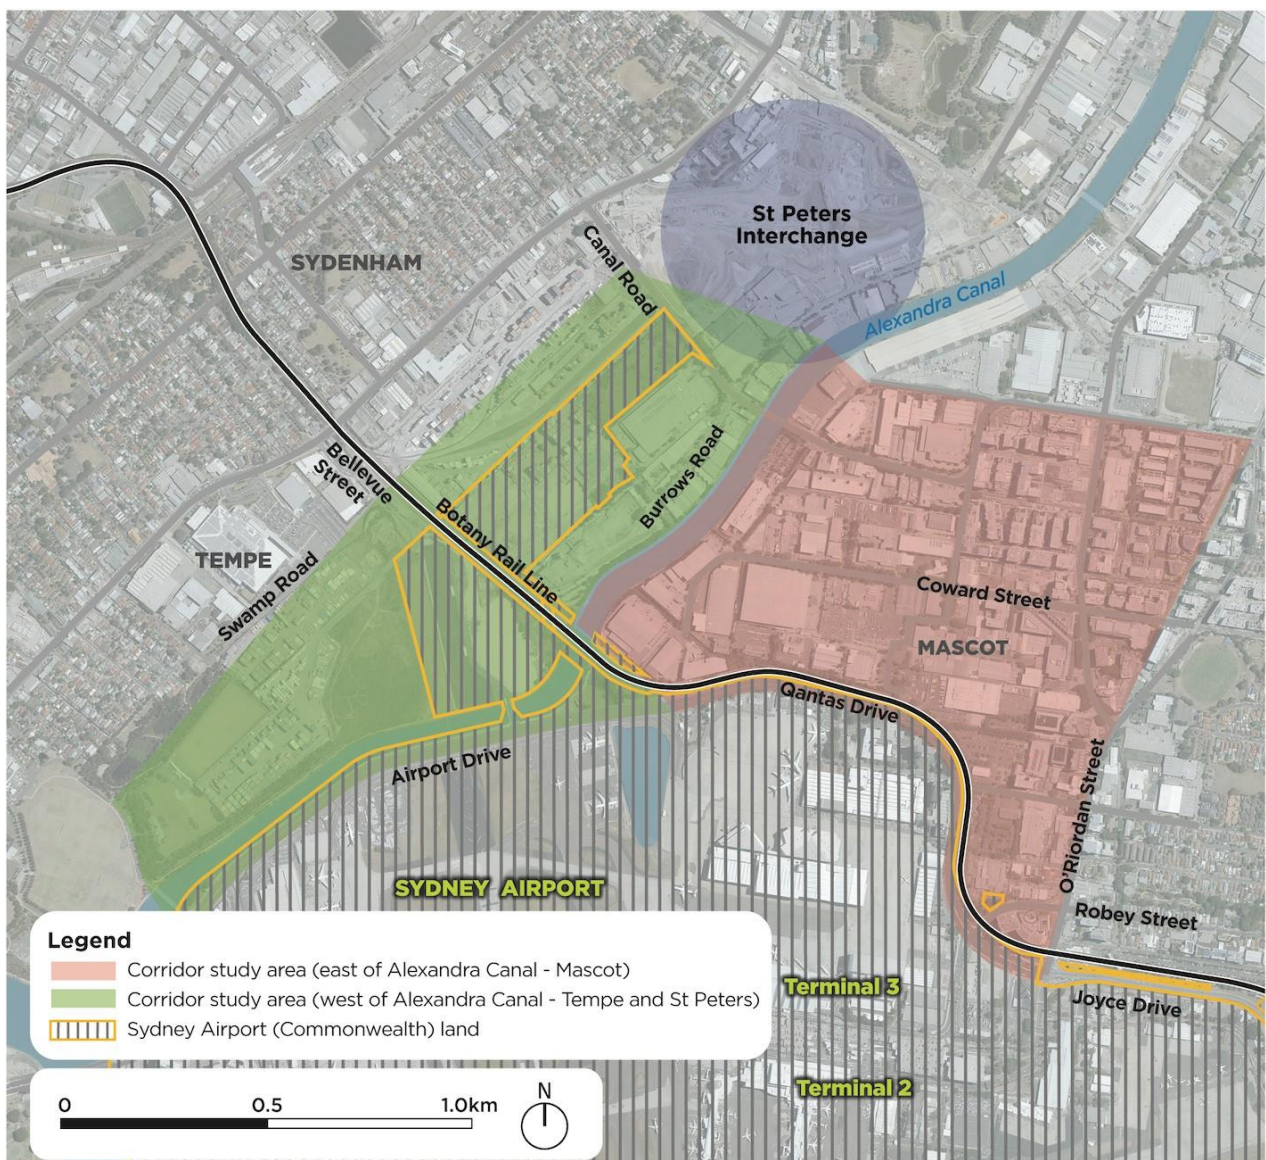 St Peters
Interchange
Canal Road
SYDENHAM
Alexandra Canal
Bellevue
Street
Burrows Road
Botany Rail Line
TEMPE
Swamp Road
Coward Street
MASCOT
Qantas Drive
Airport Drive
O'Riordan Street
SYDNEY AIRPORT
Robey Street
Terminal 3
Joyce Drive
Terminal 2
Legend
Corridor study area (east of Alexandra Canal - Mascot)
Corridor study area (west of Alexandra Canal - Tempe and St Peters)
Sydney Airport (Commonwealth) land
0 0.5 1.0km
N